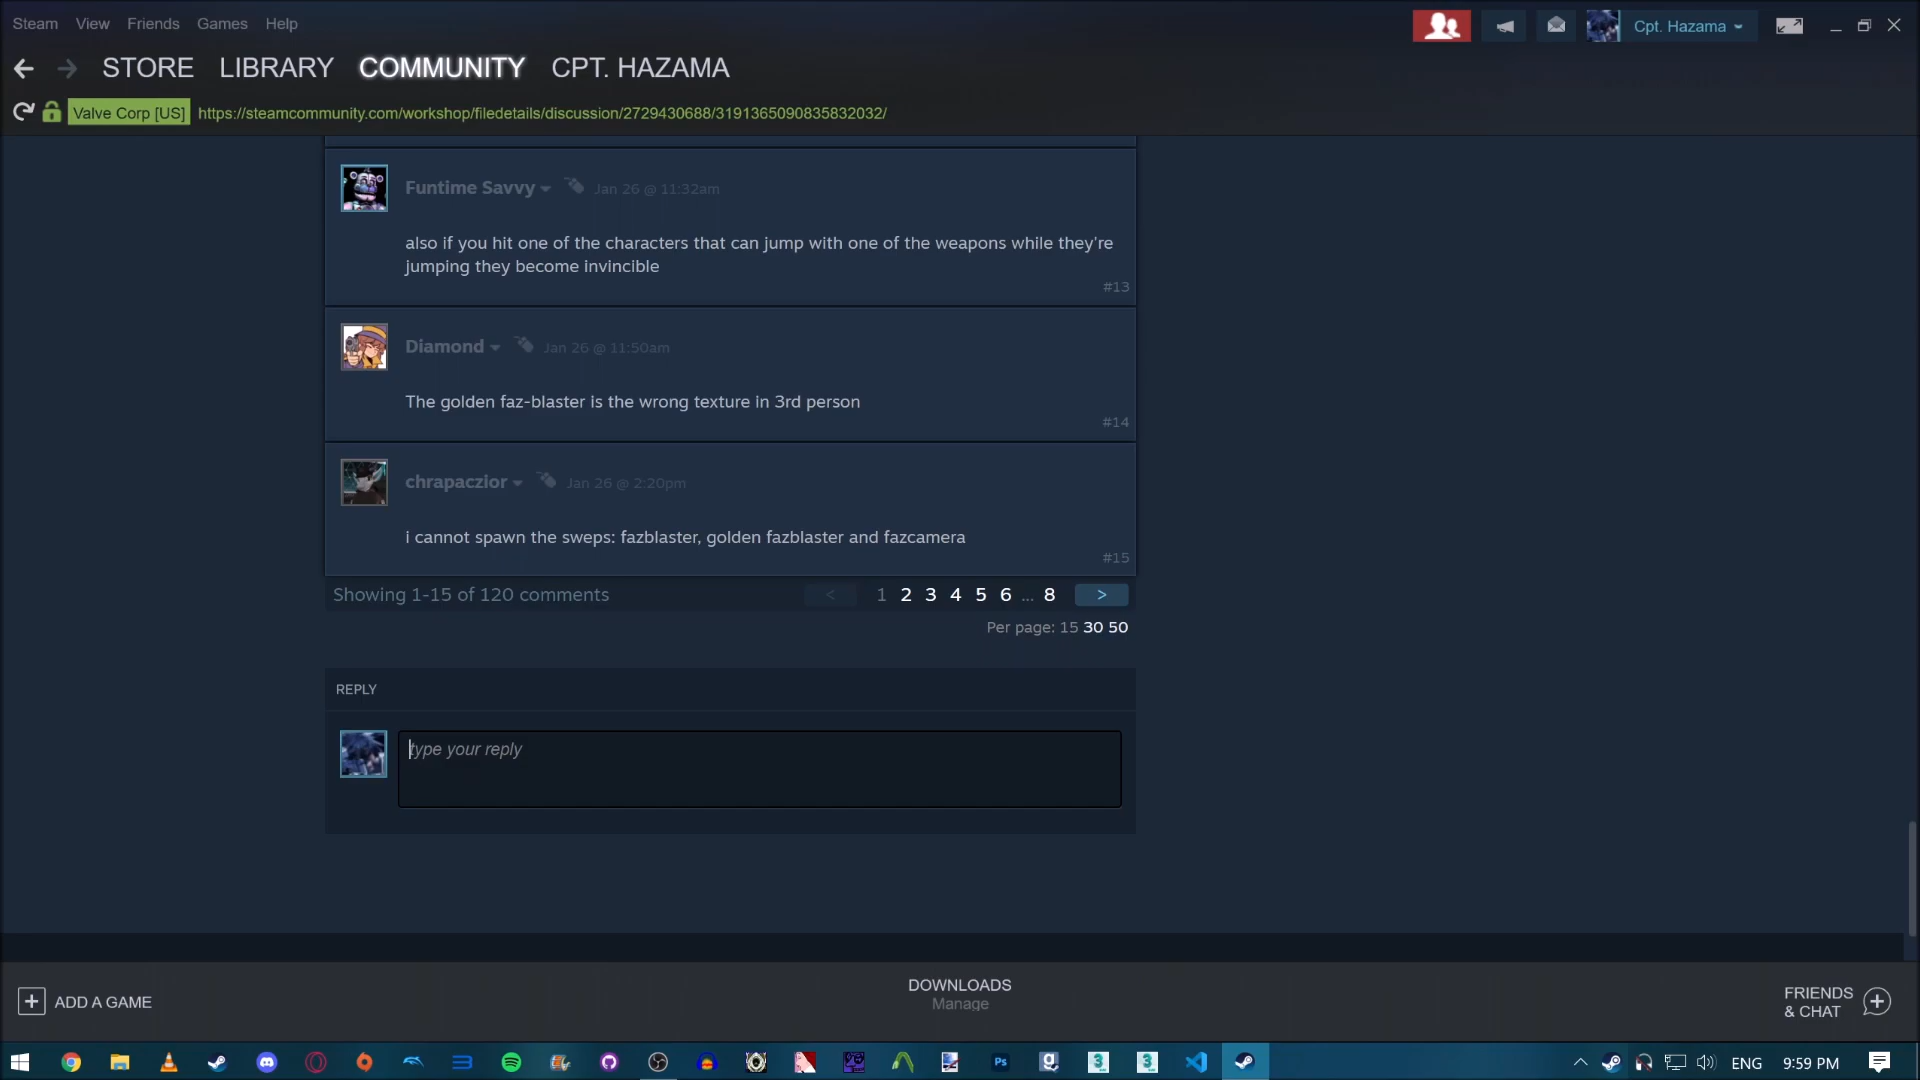 Steam View Friends Games Help
Cpt. Hazama
STORE LIBRARY COMMUNITY CPT. HAZAMA
Valve Corp [US] https://steamcommunity.com/workshop/filedetails/discussion/2729430688/3191365090835832032/
Funtime Savvy Jan 26 @ 11:32am
also if you hit one of the characters that can jump with one of the weapons while they're
jumping they become invincible
#13
Diamond Jan 26 @ 11:50am
The golden faz-blaster is the wrong texture in 3rd person
#14
chrapaczior Jan 26 @ 2:20pm
i cannot spawn the sweps: fazblaster, golden fazblaster and fazcamera
#15
Showing 1-15 of 120 comments < 1 2 3 4 5 6 ... 8 >
Per page: 15 30 50
REPLY
type your reply
DOWNLOADS
Manage
ADD A GAME
FRIENDS
& CHAT
Ps
3
3
ENG 9:59 PM